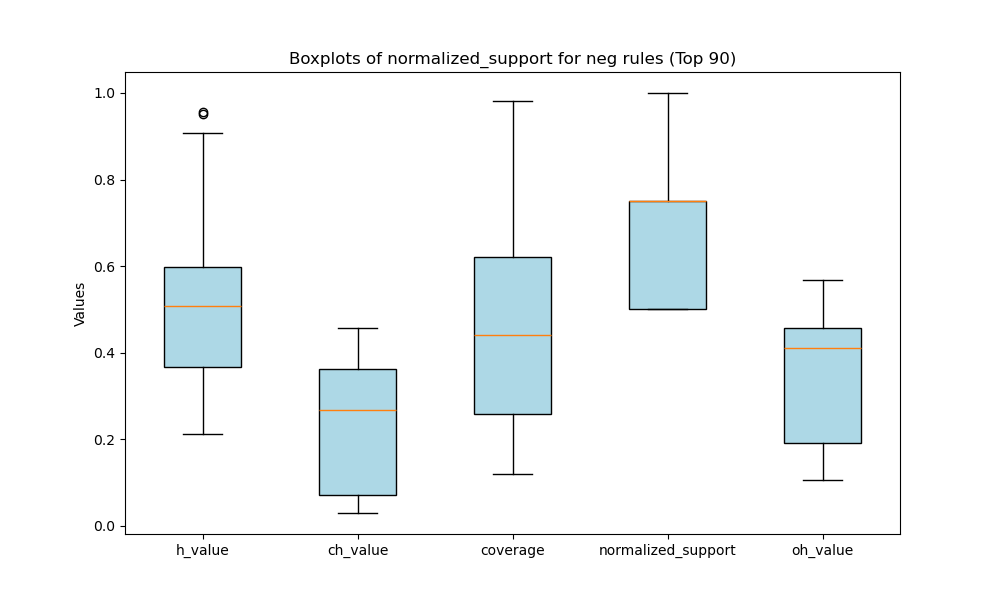 Boxplots of normalized_support for neg rules (Top 90)
Values
1.0
0.8
0.6
0.4
0.2
0.0
h_value ch_value coverage normalized_support oh_value